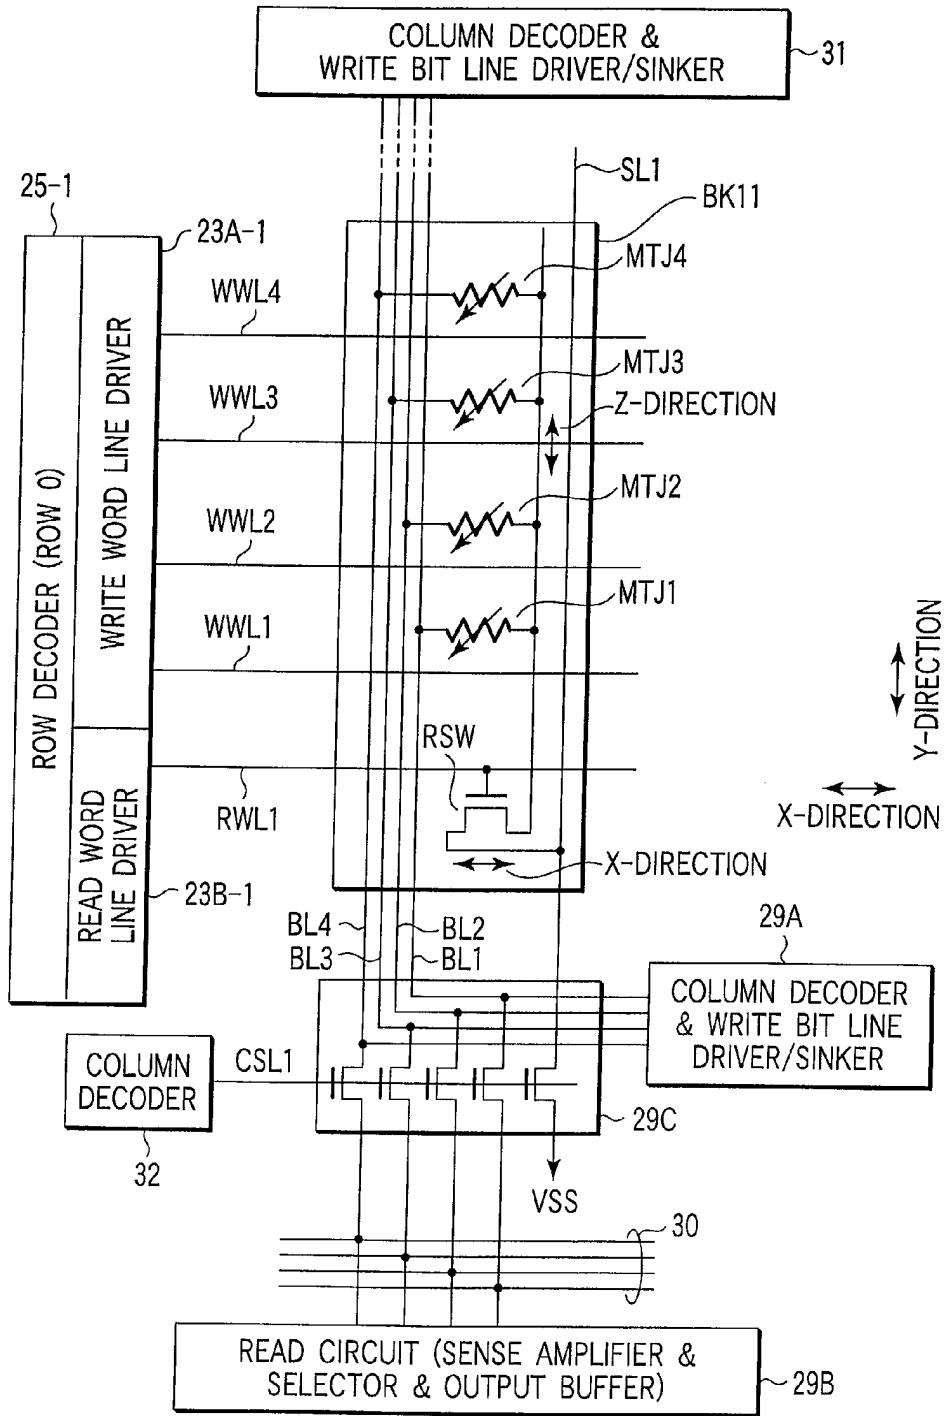 COLUMN DECODER &
WRITE BIT LINE DRIVER/SINKER
31
SL1
25-1
BK11
23A-1
MTJ4
WWL4
MTJ3
WWL3
Z-DIRECTION
MTJ2
WWL2
MTJ1
WWL1
ROW DECODER (ROW 0)
WRITE WORD LINE DRIVER
Y-DIRECTION
RSW
RWL1
X-DIRECTION
READ WORD
LINE DRIVER
X-DIRECTION
23B-1
BL4
BL2
29A
BL3
BL1
COLUMN DECODER
& WRITE BIT LINE
DRIVER/SINKER
COLUMN
DECODER
CSL1
29C
32
VSS
30
READ CIRCUIT (SENSE AMPLIFIER &
SELECTOR & OUTPUT BUFFER)
29B